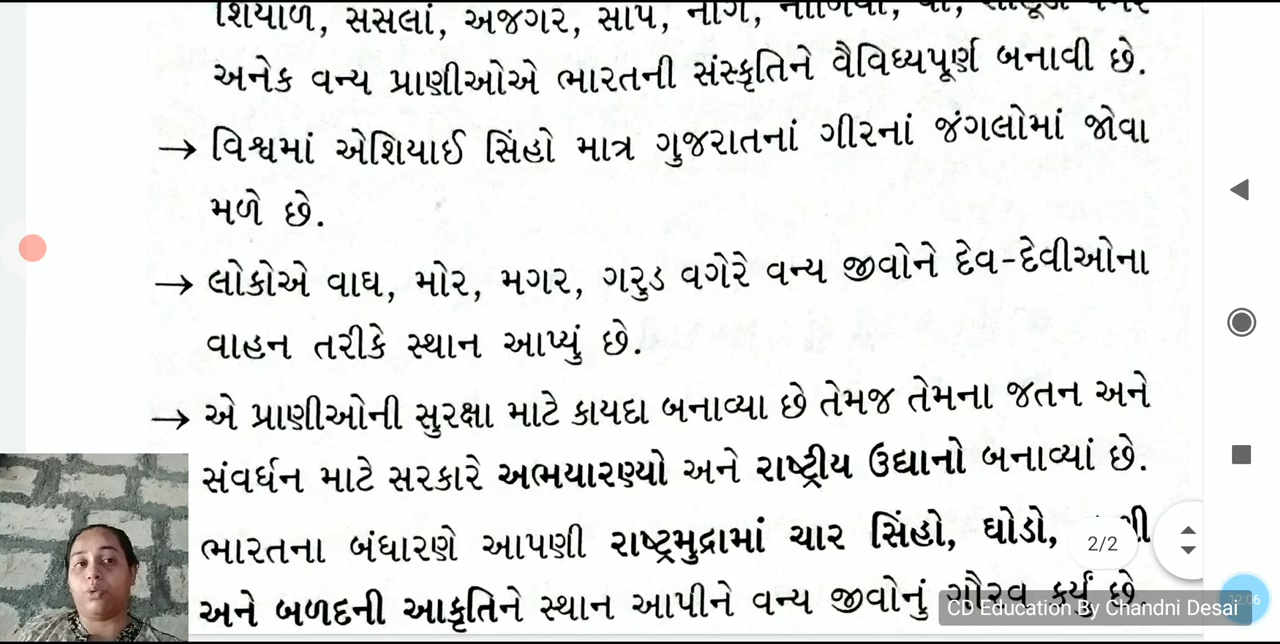 શિયાળ, સસલાં, અજગર, સાપ, નાગ,
અનેક વન્ય પ્રાણીઓએ ભારતની સંસ્કૃતિને વૈવિધ્યપૂર્ણ બનાવી છે.
→ વિશ્વમાં એશિયાઈ સિંહો માત્ર ગુજરાતનાં ગીરનાં જંગલોમાં જોવા
મળે છે.
→ લોકોએ વાઘ, મોર, મગર, ગરુડ વગેરે વન્ય જીવોને દેવ-દેવીઓના
વાહન તરીકે સ્થાન આપ્યું છે.
→ એ પ્રાણીઓની સુરક્ષા માટે કાયદા બનાવ્યા છે તેમજ તેમના જતન અને
સંવર્ધન માટે સરકારે અભયારણ્યો અને રાષ્ટ્રીય ઉદ્યાનો બનાવ્યાં છે.
ભારતના બંધારણે આપણી રાષ્ટ્રમુદ્રામાં ચાર સિંહો, ઘોડો,
2/2
અને બળદની આકૃતિને સ્થાન આપીને વન્ય જીવોનું ગૌરવ કર્યું છે.
CD Education By Chandni Desai
12:06